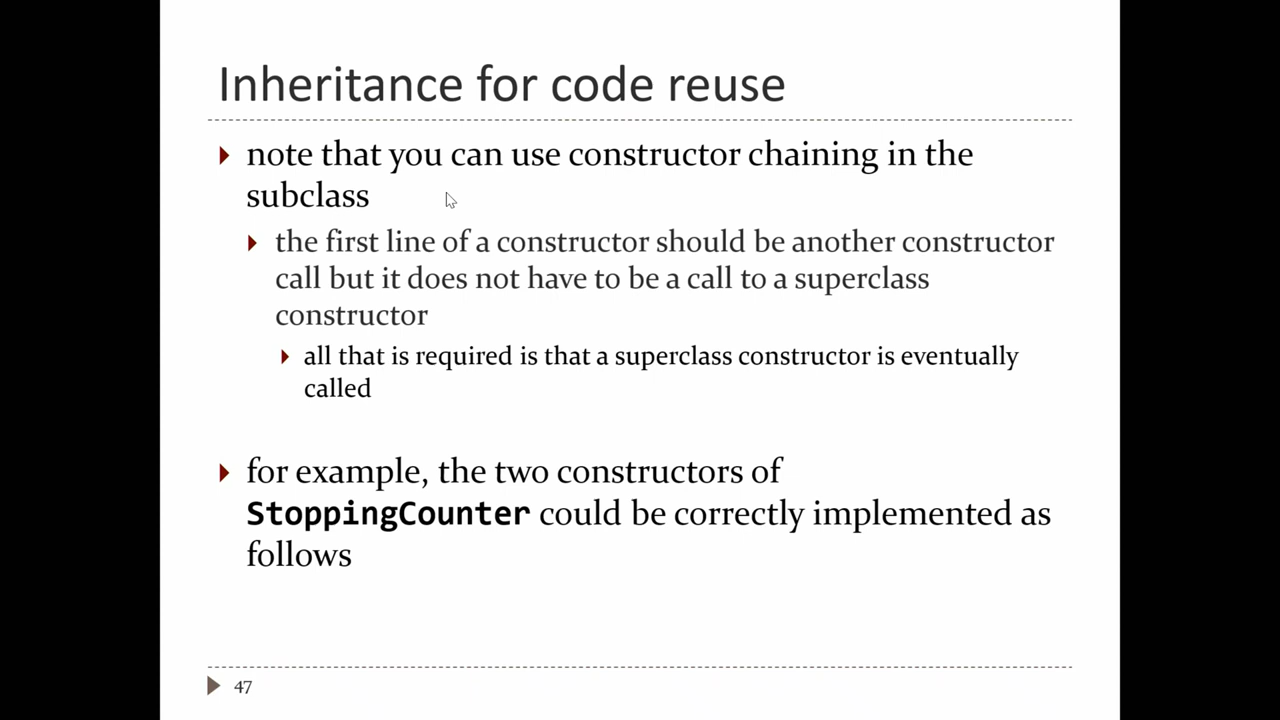 Inheritance for code reuse
note that you can use constructor chaining in the
subclass
the first line of a constructor should be another constructor
call but it does not have to be a call to a superclass
constructor
all that is required is that a superclass constructor is eventually
called
for example, the two constructors of
StoppingCounter could be correctly implemented as
follows
47